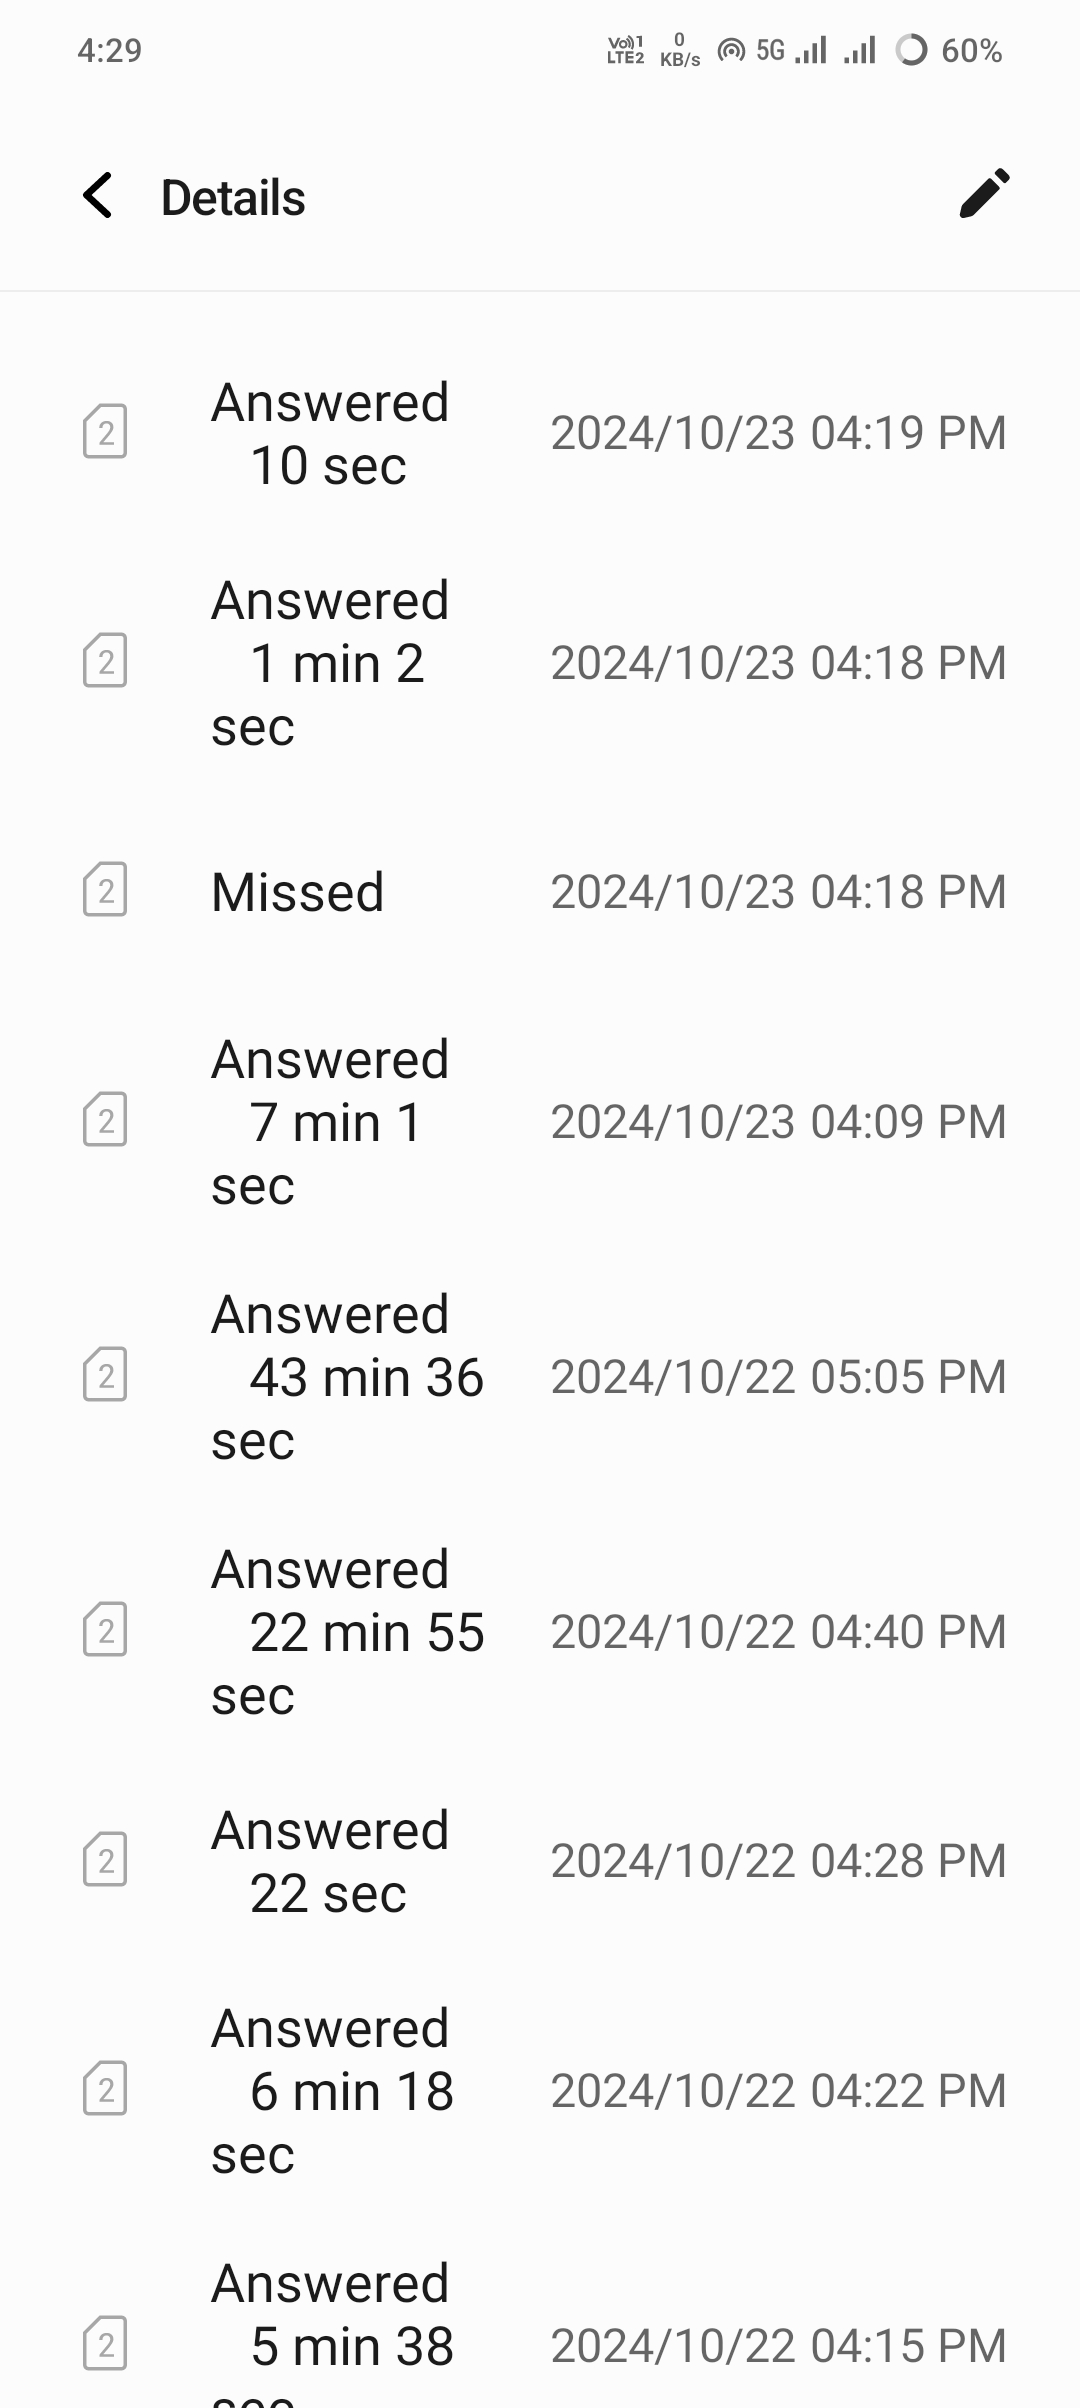 4:29
Vo))1 LTE2 0 KB/s 5G 60%
Details
2
Answered
10 sec
2024/10/23 04:19 PM
2
Answered
1 min 2
sec
2024/10/23 04:18 PM
2
Missed
2024/10/23 04:18 PM
2
Answered
7 min 1
sec
2024/10/23 04:09 PM
2
Answered
43 min 36
sec
2024/10/22 05:05 PM
2
Answered
22 min 55
sec
2024/10/22 04:40 PM
2
Answered
22 sec
2024/10/22 04:28 PM
2
Answered
6 min 18
sec
2024/10/22 04:22 PM
2
Answered
5 min 38
2024/10/22 04:15 PM